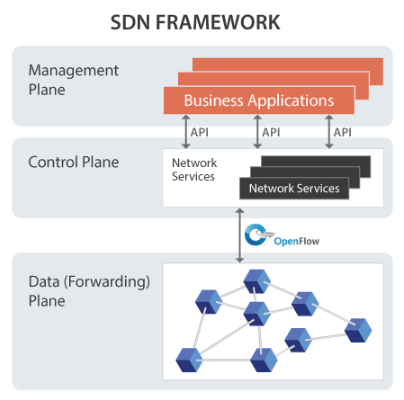 SDN FRAMEWORK
Management
Plane
Business Applications
API
API
API
Control Plane
Network
Services
Network Services
OpenFlow
Data (Forwarding)
Plane